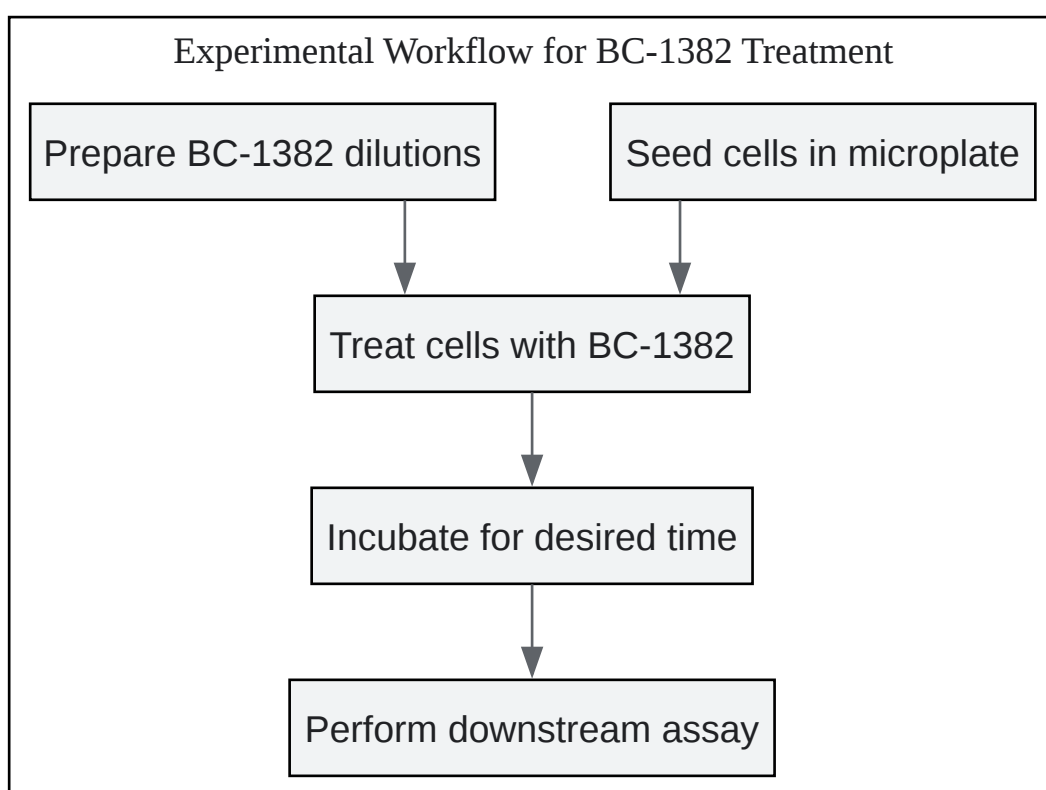 Experimental Workflow for BC-1382 Treatment
Prepare BC-1382 dilutions
Seed cells in microplate
Treat cells with BC-1382
Incubate for desired time
Perform downstream assay